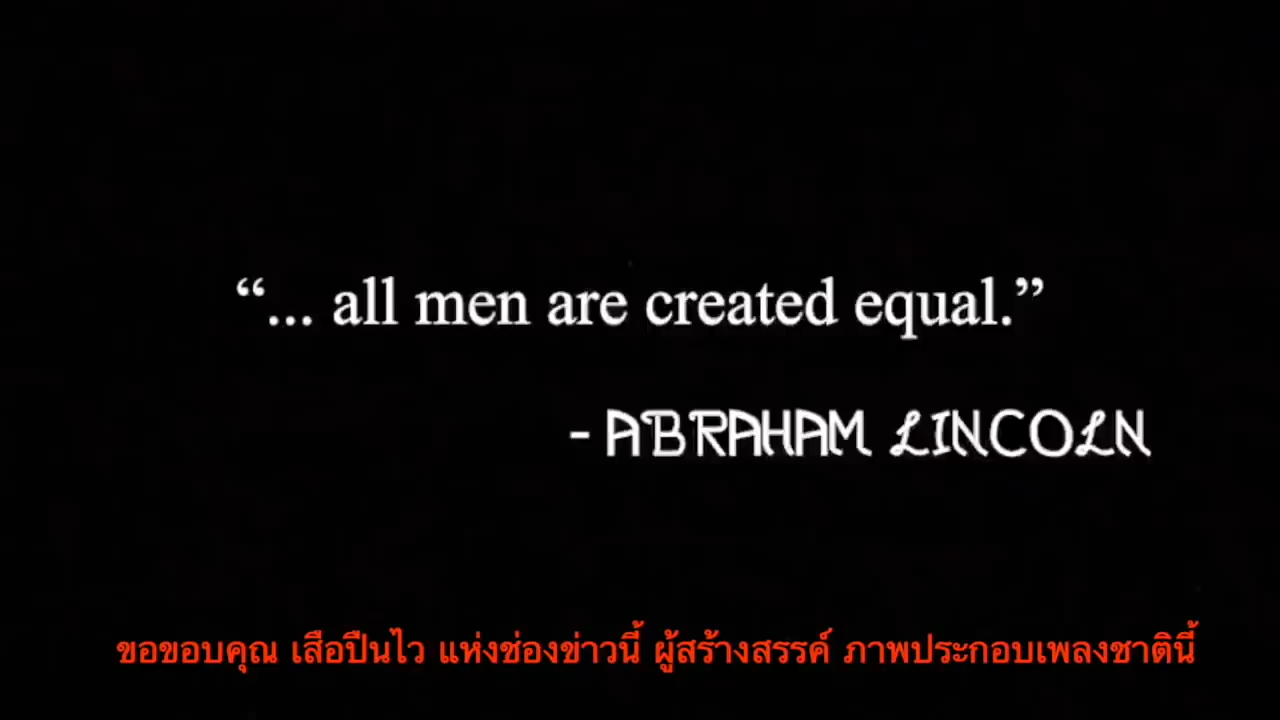 “... all men are created equal.”
- ABRAHAM LINCOLN
ขอขอบคุณ เสือปืนไว แห่งช่องข่าวนี้ ผู้สร้างสรรค์ ภาพประกอบเพลงชาตินี้